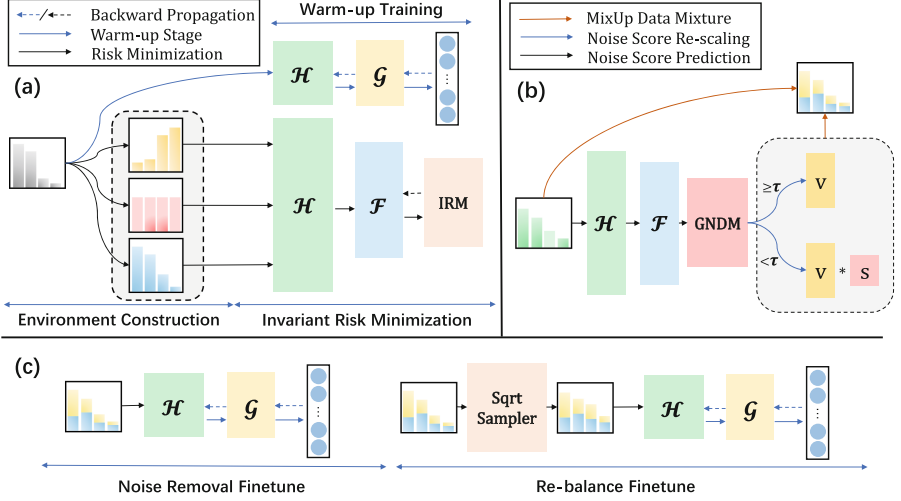 Backward Propagation
Warm-up Stage
Risk Minimization
Warm-up Training
(a)
ℋ
𝒢
ℋ
ℱ
IRM
Environment Construction
Invariant Risk Minimization
MixUp Data Mixture
Noise Score Re-scaling
Noise Score Prediction
(b)
ℋ
ℱ
GNDM
≥τ
V
<τ
V * S
(c)
ℋ
𝒢
Sqrt
Sampler
ℋ
𝒢
Noise Removal Finetune
Re-balance Finetune